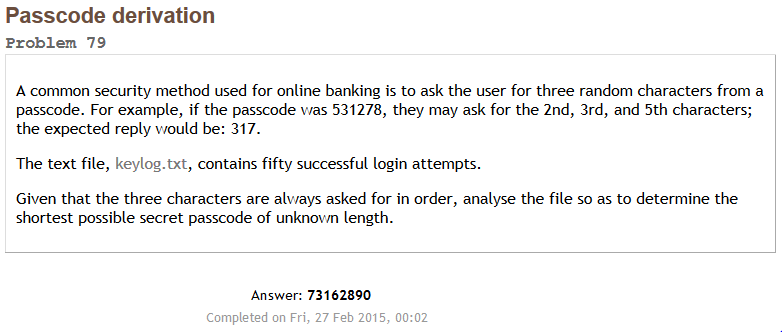 Passcode derivation
Problem 79
A common security method used for online banking is to ask the user for three random characters from a
passcode. For example, if the passcode was 531278, they may ask for the 2nd, 3rd, and 5th characters;
the expected reply would be: 317.
The text file, keylog.txt, contains fifty successful login attempts.
Given that the three characters are always asked for in order, analyse the file so as to determine the
shortest possible secret passcode of unknown length.
Answer: 73162890
Completed on Fri, 27 Feb 2015, 00:02